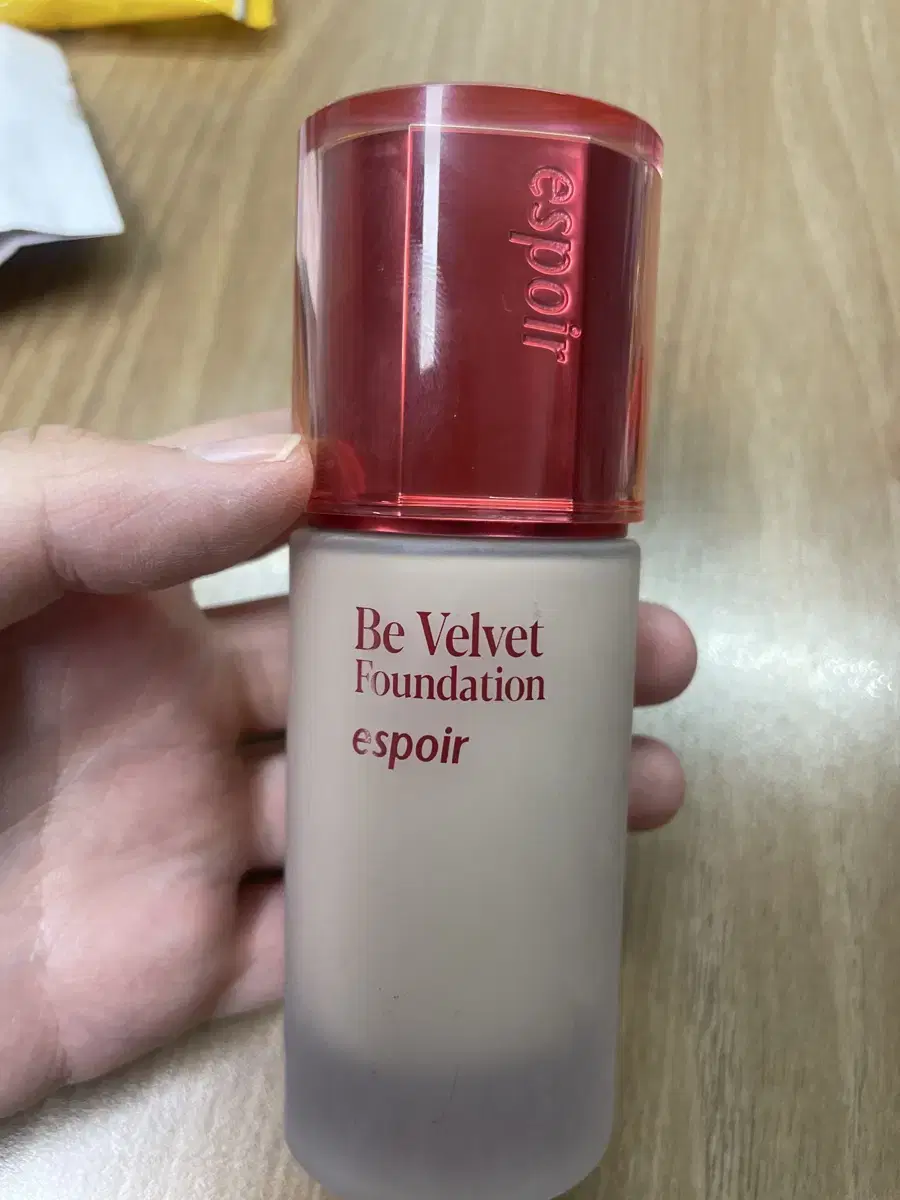 espoir
Be Velvet
Foundation
espoir